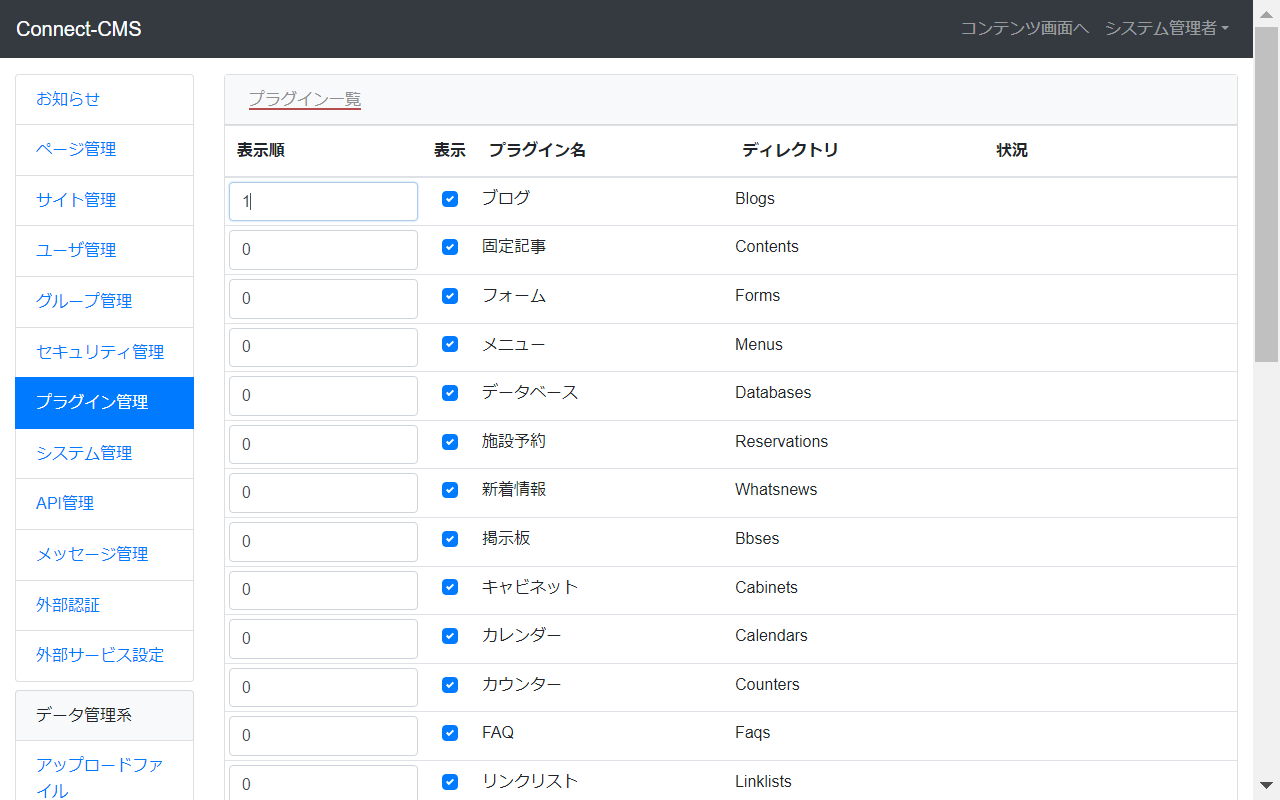 Connect-CMS
コンテンツ画面へ システム管理者
お知らせ
ページ管理
サイト管理
ユーザ管理
グループ管理
セキュリティ管理
プラグイン管理
システム管理
API管理
メッセージ管理
外部認証
外部サービス設定
データ管理系
アップロードファ
イル
プラグイン一覧
表示順 表示 プラグイン名 ディレクトリ 状況
1 ブログ Blogs
0 固定記事 Contents
0 フォーム Forms
0 メニュー Menus
0 データベース Databases
0 施設予約 Reservations
0 新着情報 Whatsnews
0 掲示板 Bbses
0 キャビネット Cabinets
0 カレンダー Calendars
0 カウンター Counters
0 FAQ Faqs
0 リンクリスト Linklists